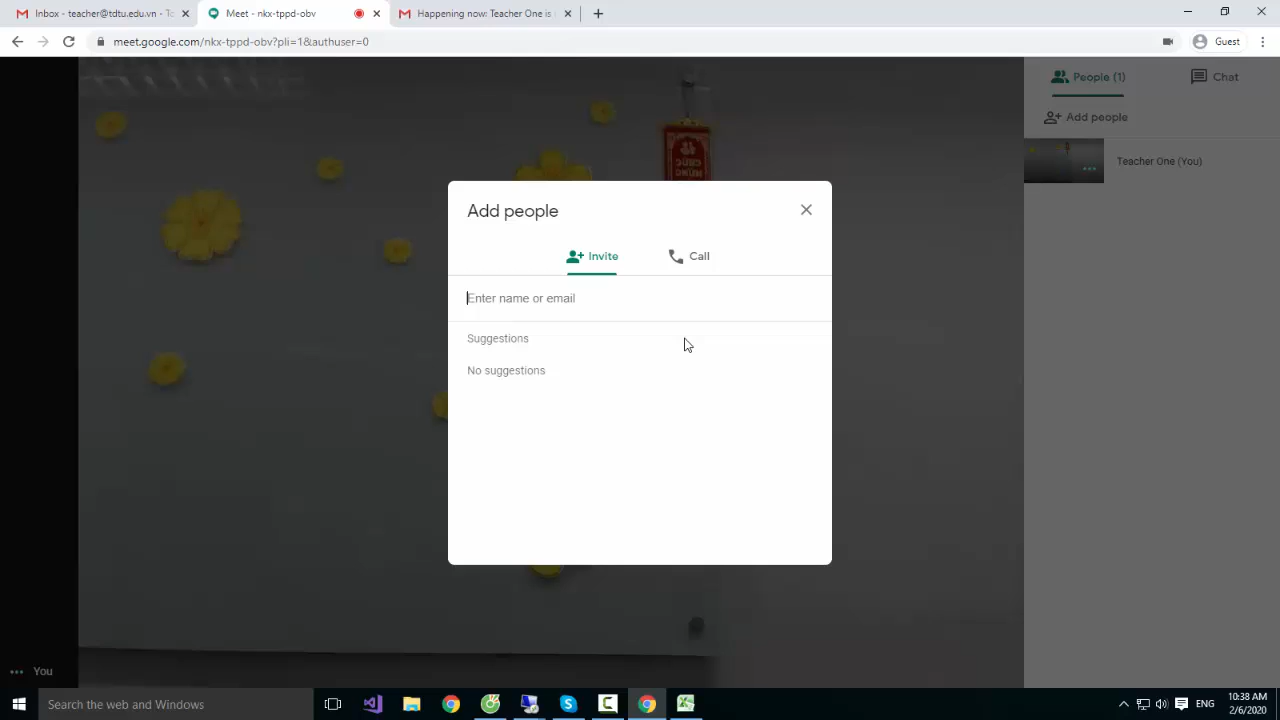 Inbox - teacher@tdtu.edu.vn - To
Meet - nkx-tppd-obv
Happening now: Teacher One is
meet.google.com/nkx-tppd-obv?pli=1&authuser=0
Guest
People (1)
Chat
Add people
Teacher One (You)
Add people
Invite
Call
Enter name or email
Suggestions
No suggestions
You
Search the web and Windows
ENG
10:38 AM
2/6/2020